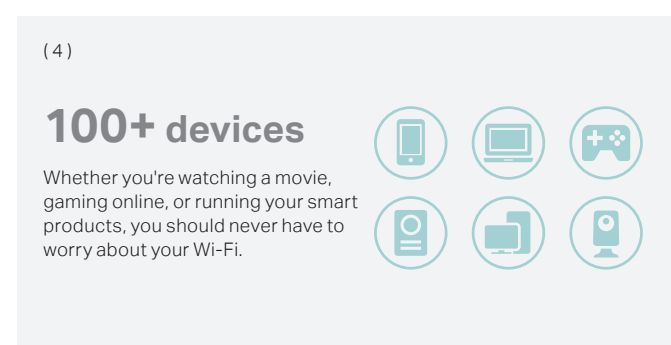 (4)
100+ devices
Whether you're watching a movie,
gaming online, or running your smart
products, you should never have to
worry about your Wi-Fi.